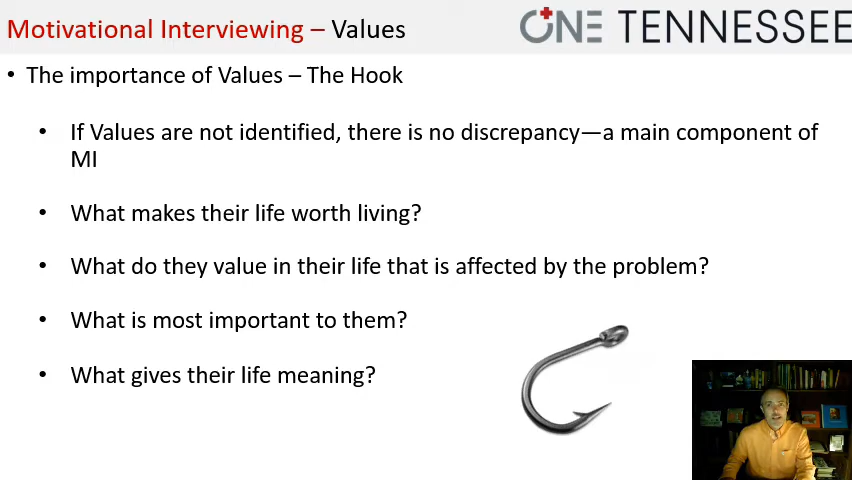 Motivational Interviewing – Values
ONE TENNESSEE
• The importance of Values – The Hook
• If Values are not identified, there is no discrepancy—a main component of
MI
• What makes their life worth living?
• What do they value in their life that is affected by the problem?
• What is most important to them?
• What gives their life meaning?